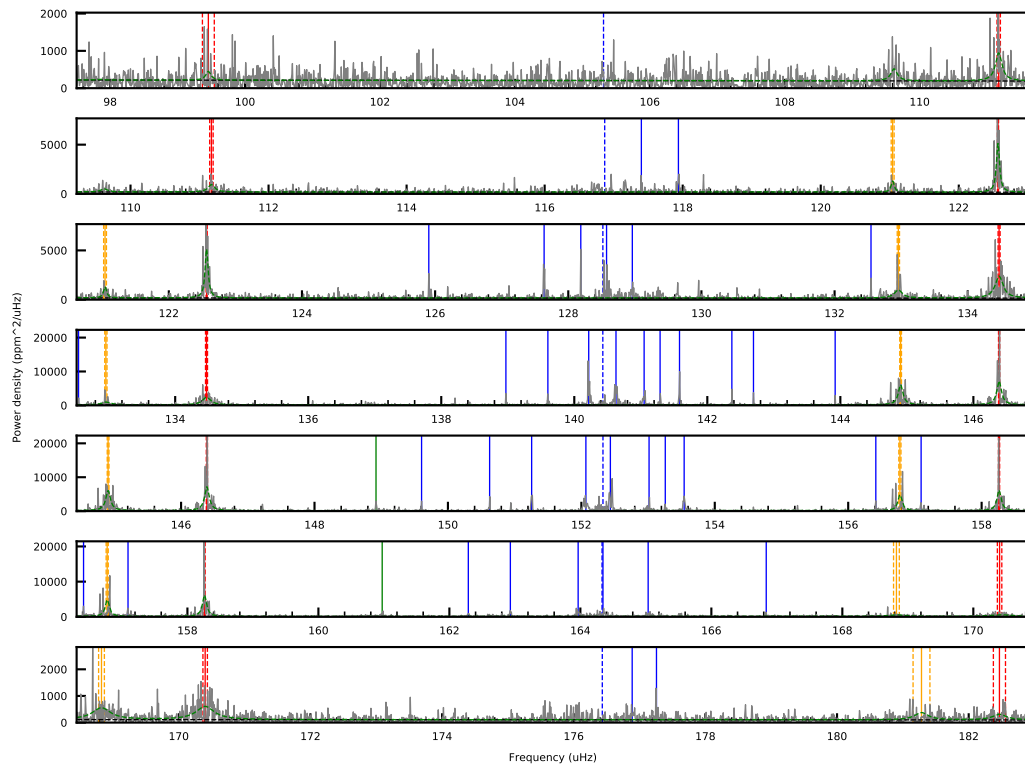 2000
1000
0
98 100 102 104 106 108 110
5000
0
110 112 114 116 118 120 122
5000
0
122 124 126 128 130 132 134
20000
10000
0
134 136 138 140 142 144 146
20000
10000
0
146 148 150 152 154 156 158
20000
10000
0
158 160 162 164 166 168 170
2000
1000
0
170 172 174 176 178 180 182
Power density (ppm^2/uHz)
Frequency (uHz)